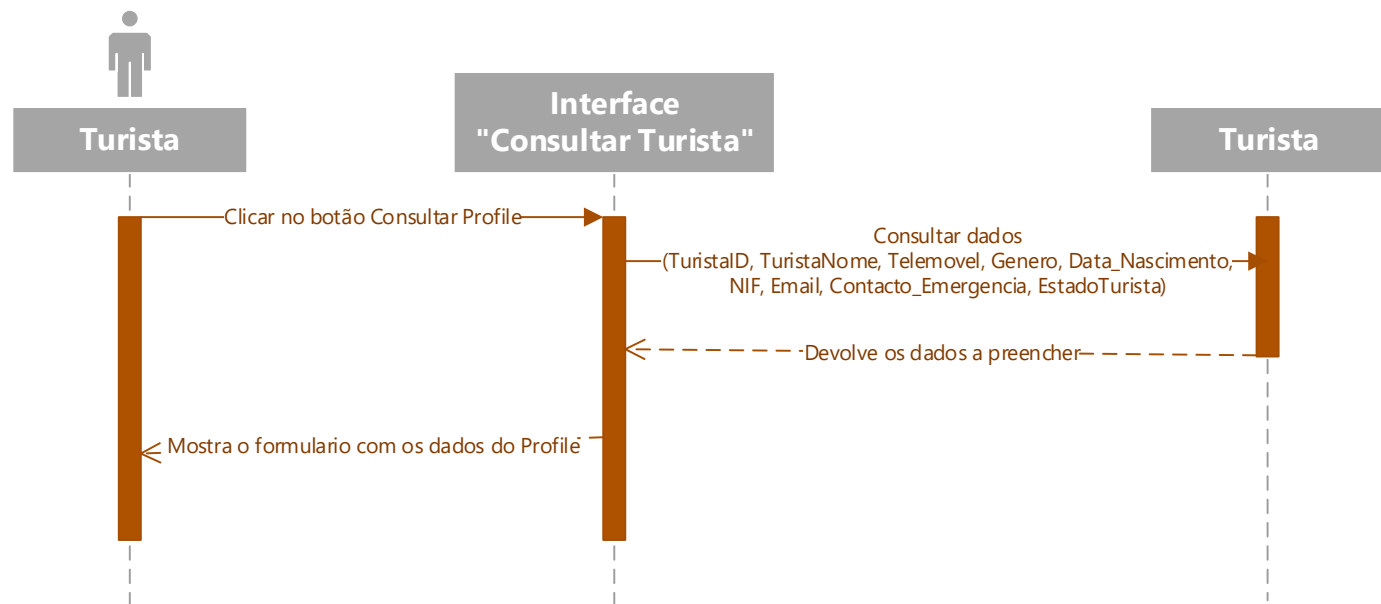 Turista
Interface
"Consultar Turista"
Turista
Clicar no botão Consultar Profile
Consultar dados
(TuristaID, TuristaNome, Telemovel, Genero, Data_Nascimento,
NIF, Email, Contacto_Emergencia, EstadoTurista)
Devolve os dados a preencher
Mostra o formulario com os dados do Profile